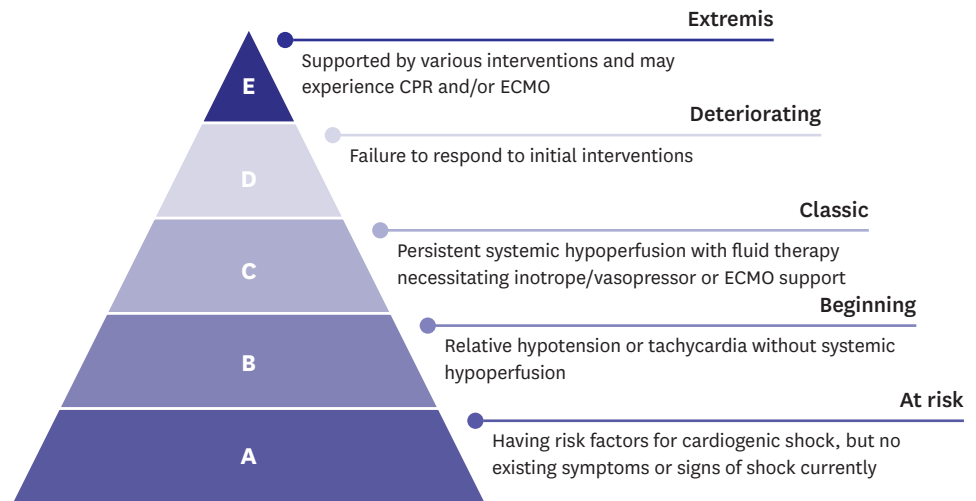 Extremis
E
Supported by various interventions and may
experience CPR and/or ECMO
Deteriorating
D
Failure to respond to initial interventions
Classic
C
Persistent systemic hypoperfusion with fluid therapy
necessitating inotrope/vasopressor or ECMO support
Beginning
B
Relative hypotension or tachycardia without systemic
hypoperfusion
At risk
A
Having risk factors for cardiogenic shock, but no
existing symptoms or signs of shock currently